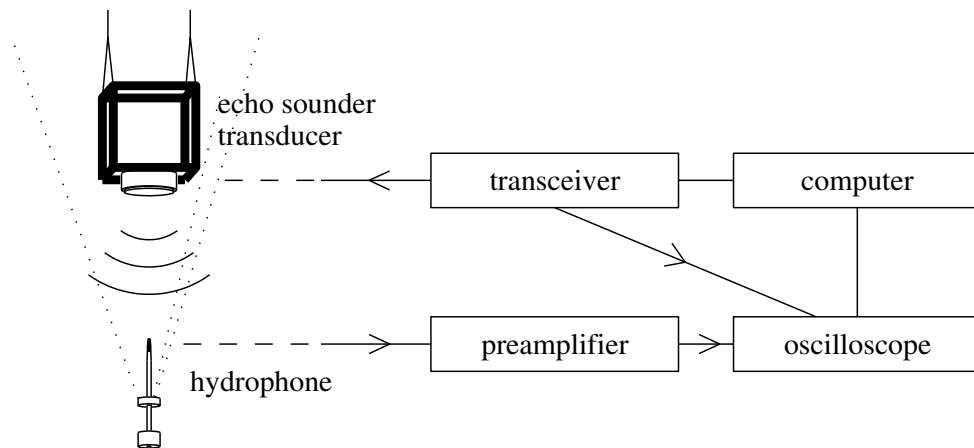 echo sounder
transducer
transceiver
computer
preamplifier
oscilloscope
hydrophone